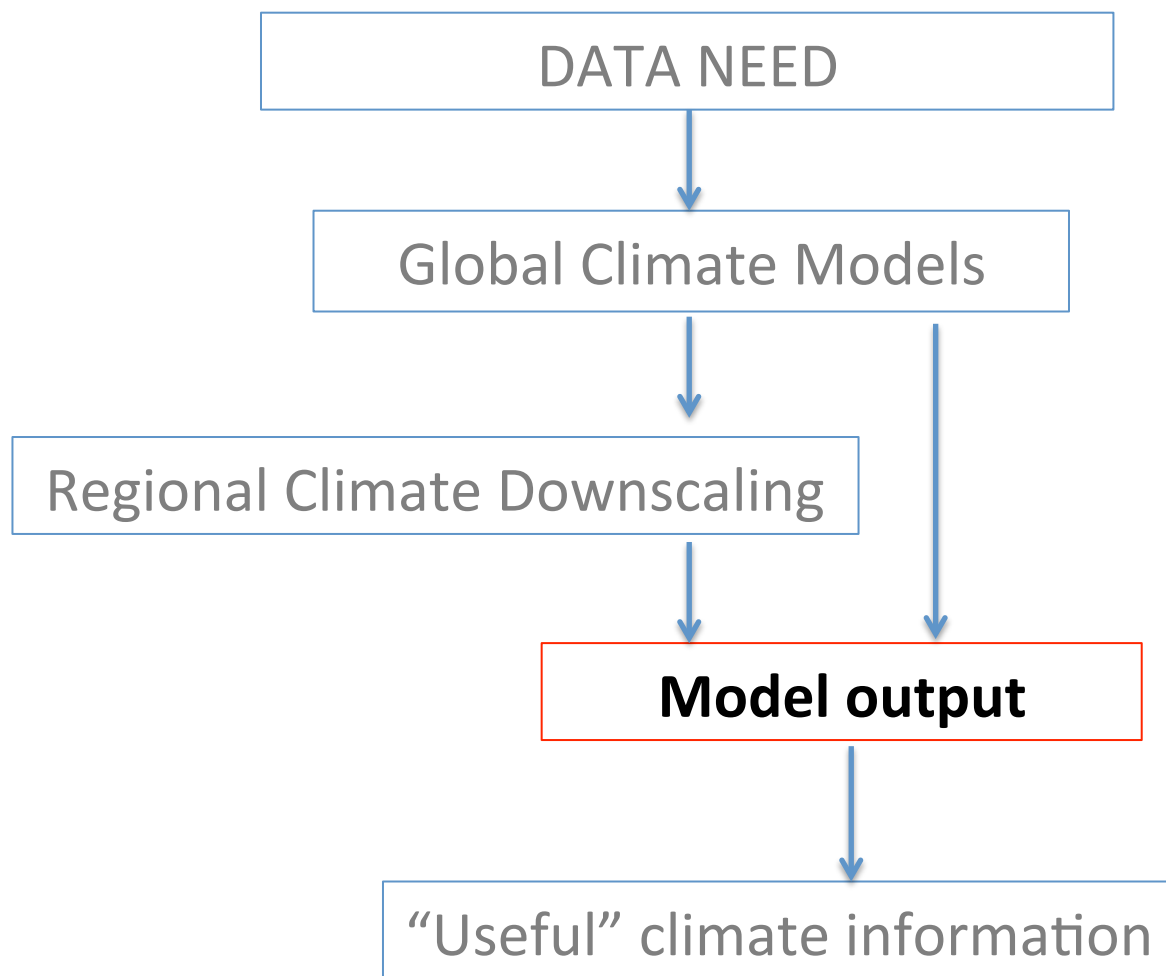 DATA NEED
Global Climate Models
Regional Climate Downscaling
Model output
“Useful” climate information